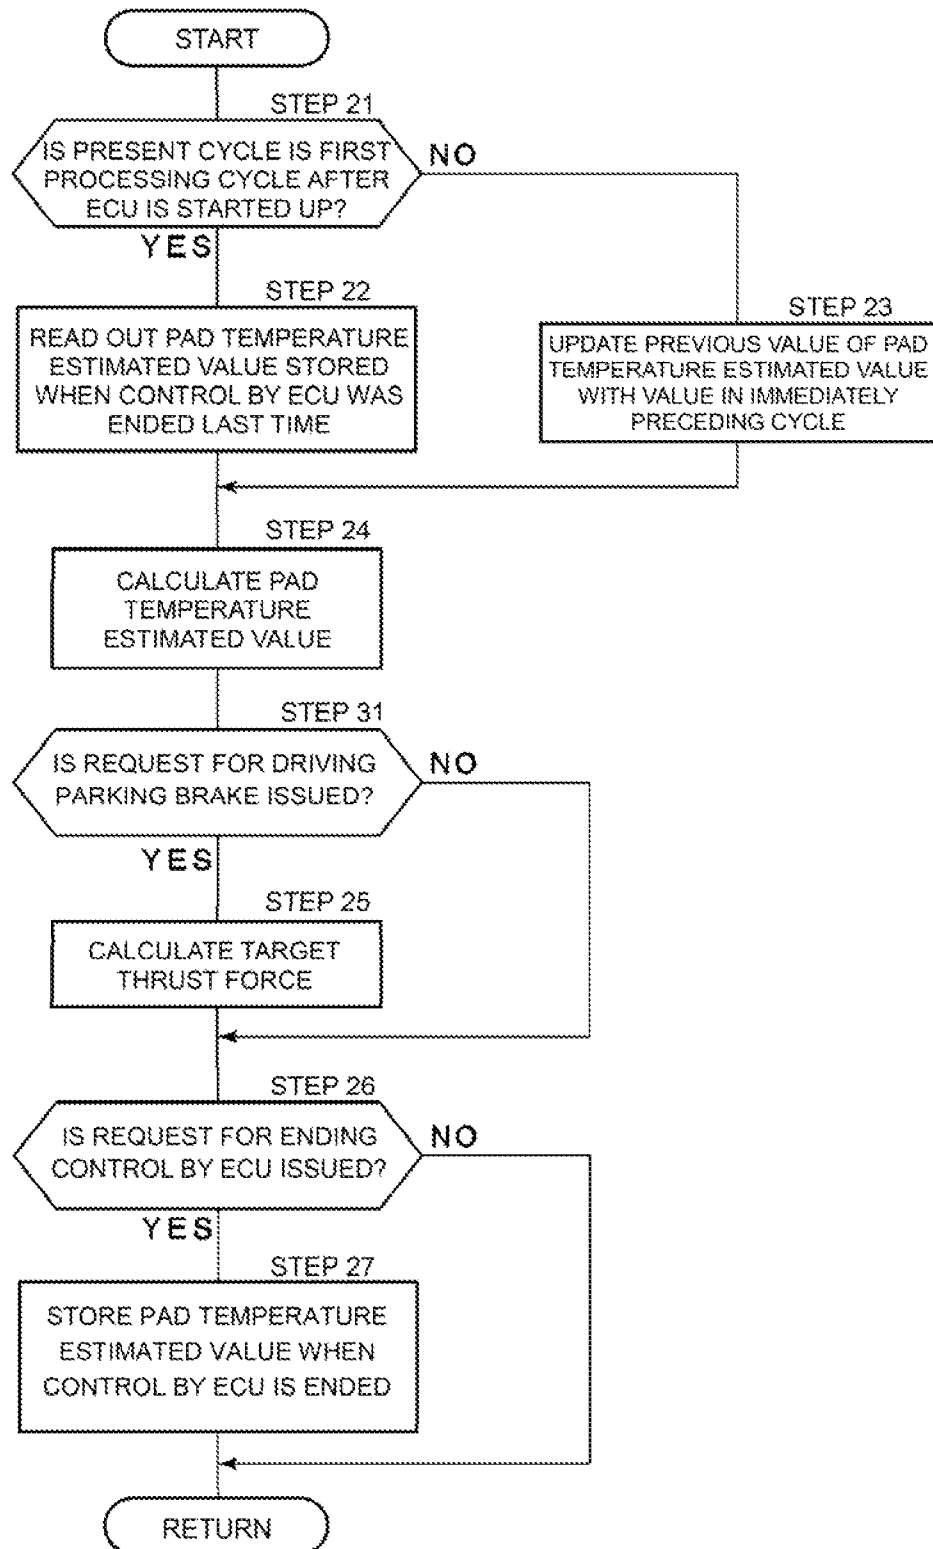 START
STEP 21
IS PRESENT CYCLE IS FIRST
PROCESSING CYCLE AFTER
ECU IS STARTED UP?
NO
YES
STEP 22
READ OUT PAD TEMPERATURE
ESTIMATED VALUE STORED
WHEN CONTROL BY ECU WAS
ENDED LAST TIME
STEP 23
UPDATE PREVIOUS VALUE OF PAD
TEMPERATURE ESTIMATED VALUE
WITH VALUE IN IMMEDIATELY
PRECEDING CYCLE
STEP 24
CALCULATE PAD
TEMPERATURE
ESTIMATED VALUE
STEP 31
IS REQUEST FOR DRIVING
PARKING BRAKE ISSUED?
NO
YES
STEP 25
CALCULATE TARGET
THRUST FORCE
STEP 26
IS REQUEST FOR ENDING
CONTROL BY ECU ISSUED?
NO
YES
STEP 27
STORE PAD TEMPERATURE
ESTIMATED VALUE WHEN
CONTROL BY ECU IS ENDED
RETURN